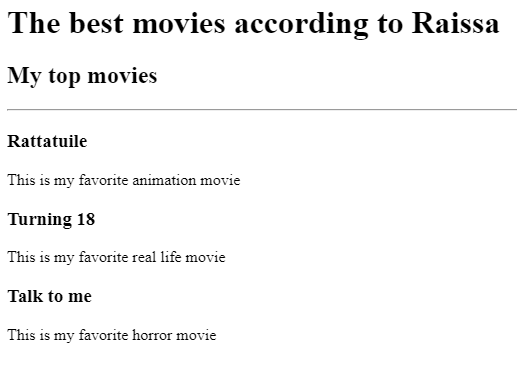 The best movies according to Raissa
My top movies
Rattatuile
This is my favorite animation movie
Turning 18
This is my favorite real life movie
Talk to me
This is my favorite horror movie